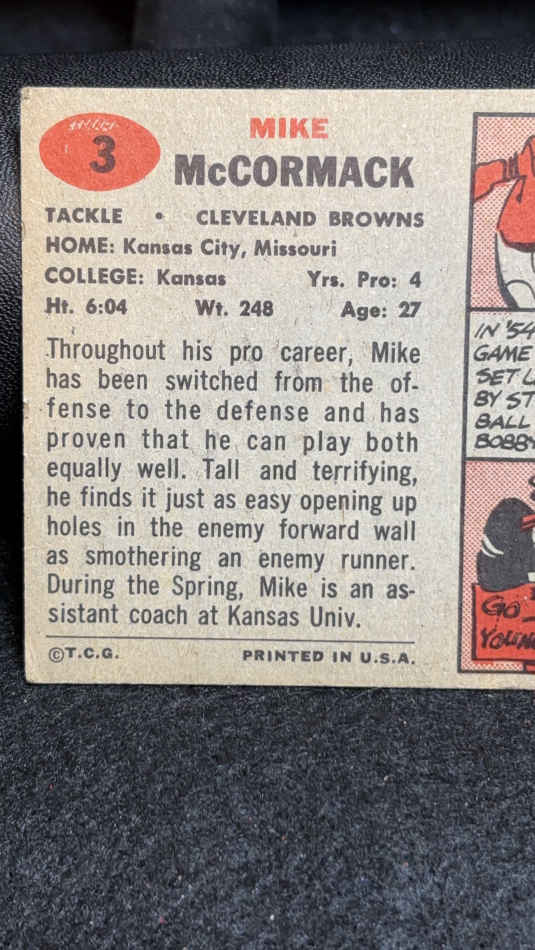 3
MIKE
McCORMACK
TACKLE • CLEVELAND BROWNS
HOME: Kansas City, Missouri
COLLEGE: Kansas Yrs. Pro: 4
Ht. 6:04 Wt. 248 Age: 27
Throughout his pro career, Mike
has been switched from the of-
fense to the defense and has
proven that he can play both
equally well. Tall and terrifying,
he finds it just as easy opening up
holes in the enemy forward wall
as smothering an enemy runner.
During the Spring, Mike is an as-
sistant coach at Kansas Univ.
©T.C.G. PRINTED IN U.S.A.
IN '54
GAME
SET
BY
BALL
BOBBY
GO